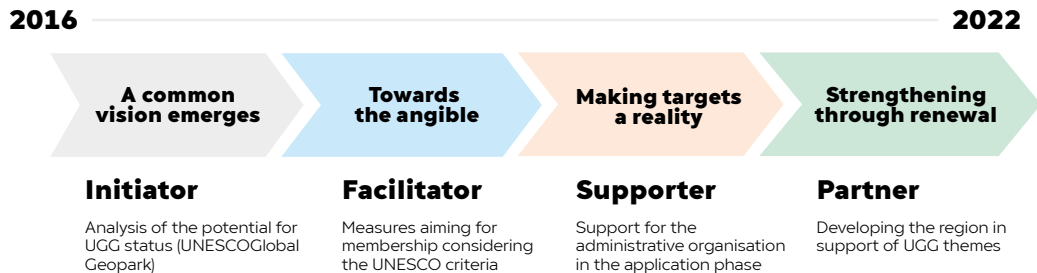 2016
2022
A common
vision emerges
Towards
the angible
Making targets
a reality
Strengthening
through renewal
Initiator
Analysis of the potential for
UGG status (UNESCOGlobal
Geopark)
Facilitator
Measures aiming for
membership considering
the UNESCO criteria
Supporter
Support for the
administrative organisation
in the application phase
Partner
Developing the region in
support of UGG themes